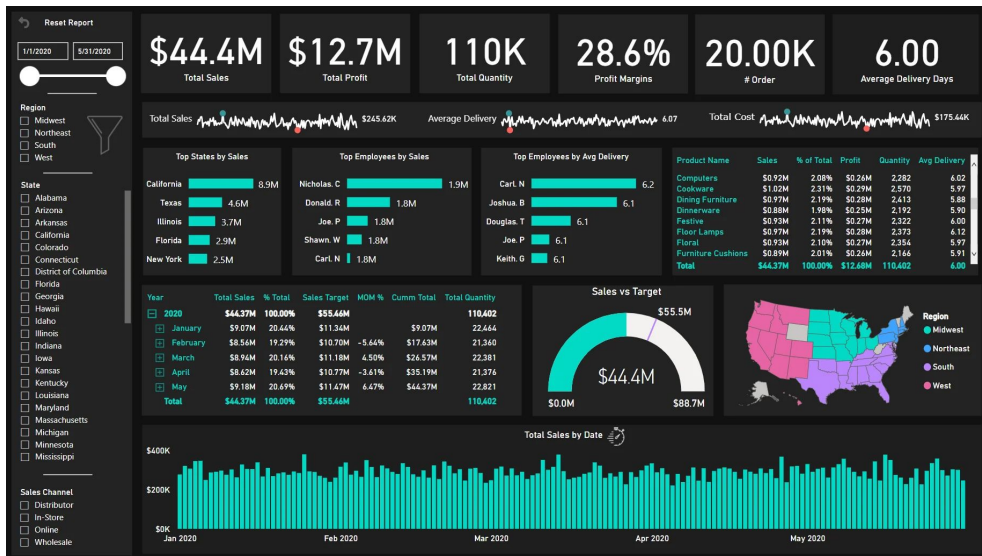 Reset Report
1/1/2020 5/31/2020
Region
Midwest
Northeast
South
West
State
Alabama
Arizona
Arkansas
California
Colorado
Connecticut
District of Columbia
Florida
Georgia
Hawaii
Idaho
Illinois
Indiana
Iowa
Kansas
Kentucky
Louisiana
Maryland
Massachusetts
Michigan
Minnesota
Mississippi
Sales Channel
Distributor
In-Store
Online
Wholesale
$44.4M $12.7M 110K 28.6% 20.00K 6.00
Total Sales Total Profit Total Quantity Profit Margins # Order Average Delivery Days
Total Sales $245.62K Average Delivery 6.07 Total Cost $175.44K
Top States by Sales
California 8.9M
Texas 4.6M
Illinois 3.7M
Florida 2.9M
New York 2.5M
Top Employees by Sales
Nicholas. C 1.9M
Donald. R 1.8M
Joe. P 1.8M
Shawn. W 1.8M
Carl. N 1.8M
Top Employees by Avg Delivery
Carl. N 6.2
Joshua. B 6.1
Douglas. T 6.1
Joe. P 6.1
Keith. G 6.1
Product Name Sales % of Total Profit Quantity Avg Delivery
Computers $0.92M 2.08% $0.26M 2,282 6.02
Cookware $1.02M 2.31% $0.29M 2,570 5.97
Dining Furniture $0.97M 2.19% $0.28M 2,413 5.88
Dinnerware $0.88M 1.98% $0.25M 2,192 5.90
Festive $0.93M 2.11% $0.27M 2,322 6.00
Floor Lamps $0.97M 2.19% $0.28M 2,373 6.12
Floral $0.93M 2.10% $0.27M 2,354 5.97
Furniture Cushions $0.89M 2.01% $0.26M 2,166 5.91
Total $44.37M 100.00% $12.68M 110,402 6.00
Year Total Sales % Total Sales Target MOM % Cumm Total Total Quantity
2020 $44.37M 100.00% $55.46M 110,402
January $9.07M 20.44% $11.34M $9.07M 22,464
February $8.56M 19.29% $10.70M -5.64% $17.63M 21,360
March $8.94M 20.16% $11.18M 4.50% $26.57M 22,381
April $8.62M 19.43% $10.77M -3.61% $35.19M 21,376
May $9.18M 20.69% $11.47M 6.47% $44.37M 22,821
Total $44.37M 100.00% $55.46M 110,402
Sales vs Target
$55.5M
$44.4M
$0.0M $88.7M
Region
Midwest
Northeast
South
West
Total Sales by Date
$400K
$200K
$0K
Jan 2020 Feb 2020 Mar 2020 Apr 2020 May 2020